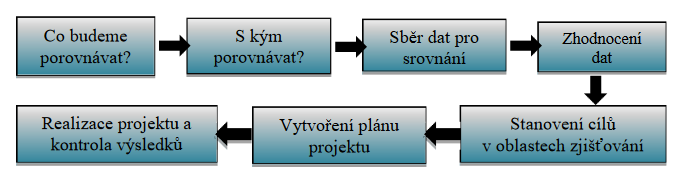 Co budeme
porovnávat?
S kým
porovnávat?
Sběr dat pro
srovnání
Zhodnocení
dat
Stanovení cílů
v oblastech zjišťování
Vytvoření plánu
projektu
Realizace projektu a
kontrola výsledků